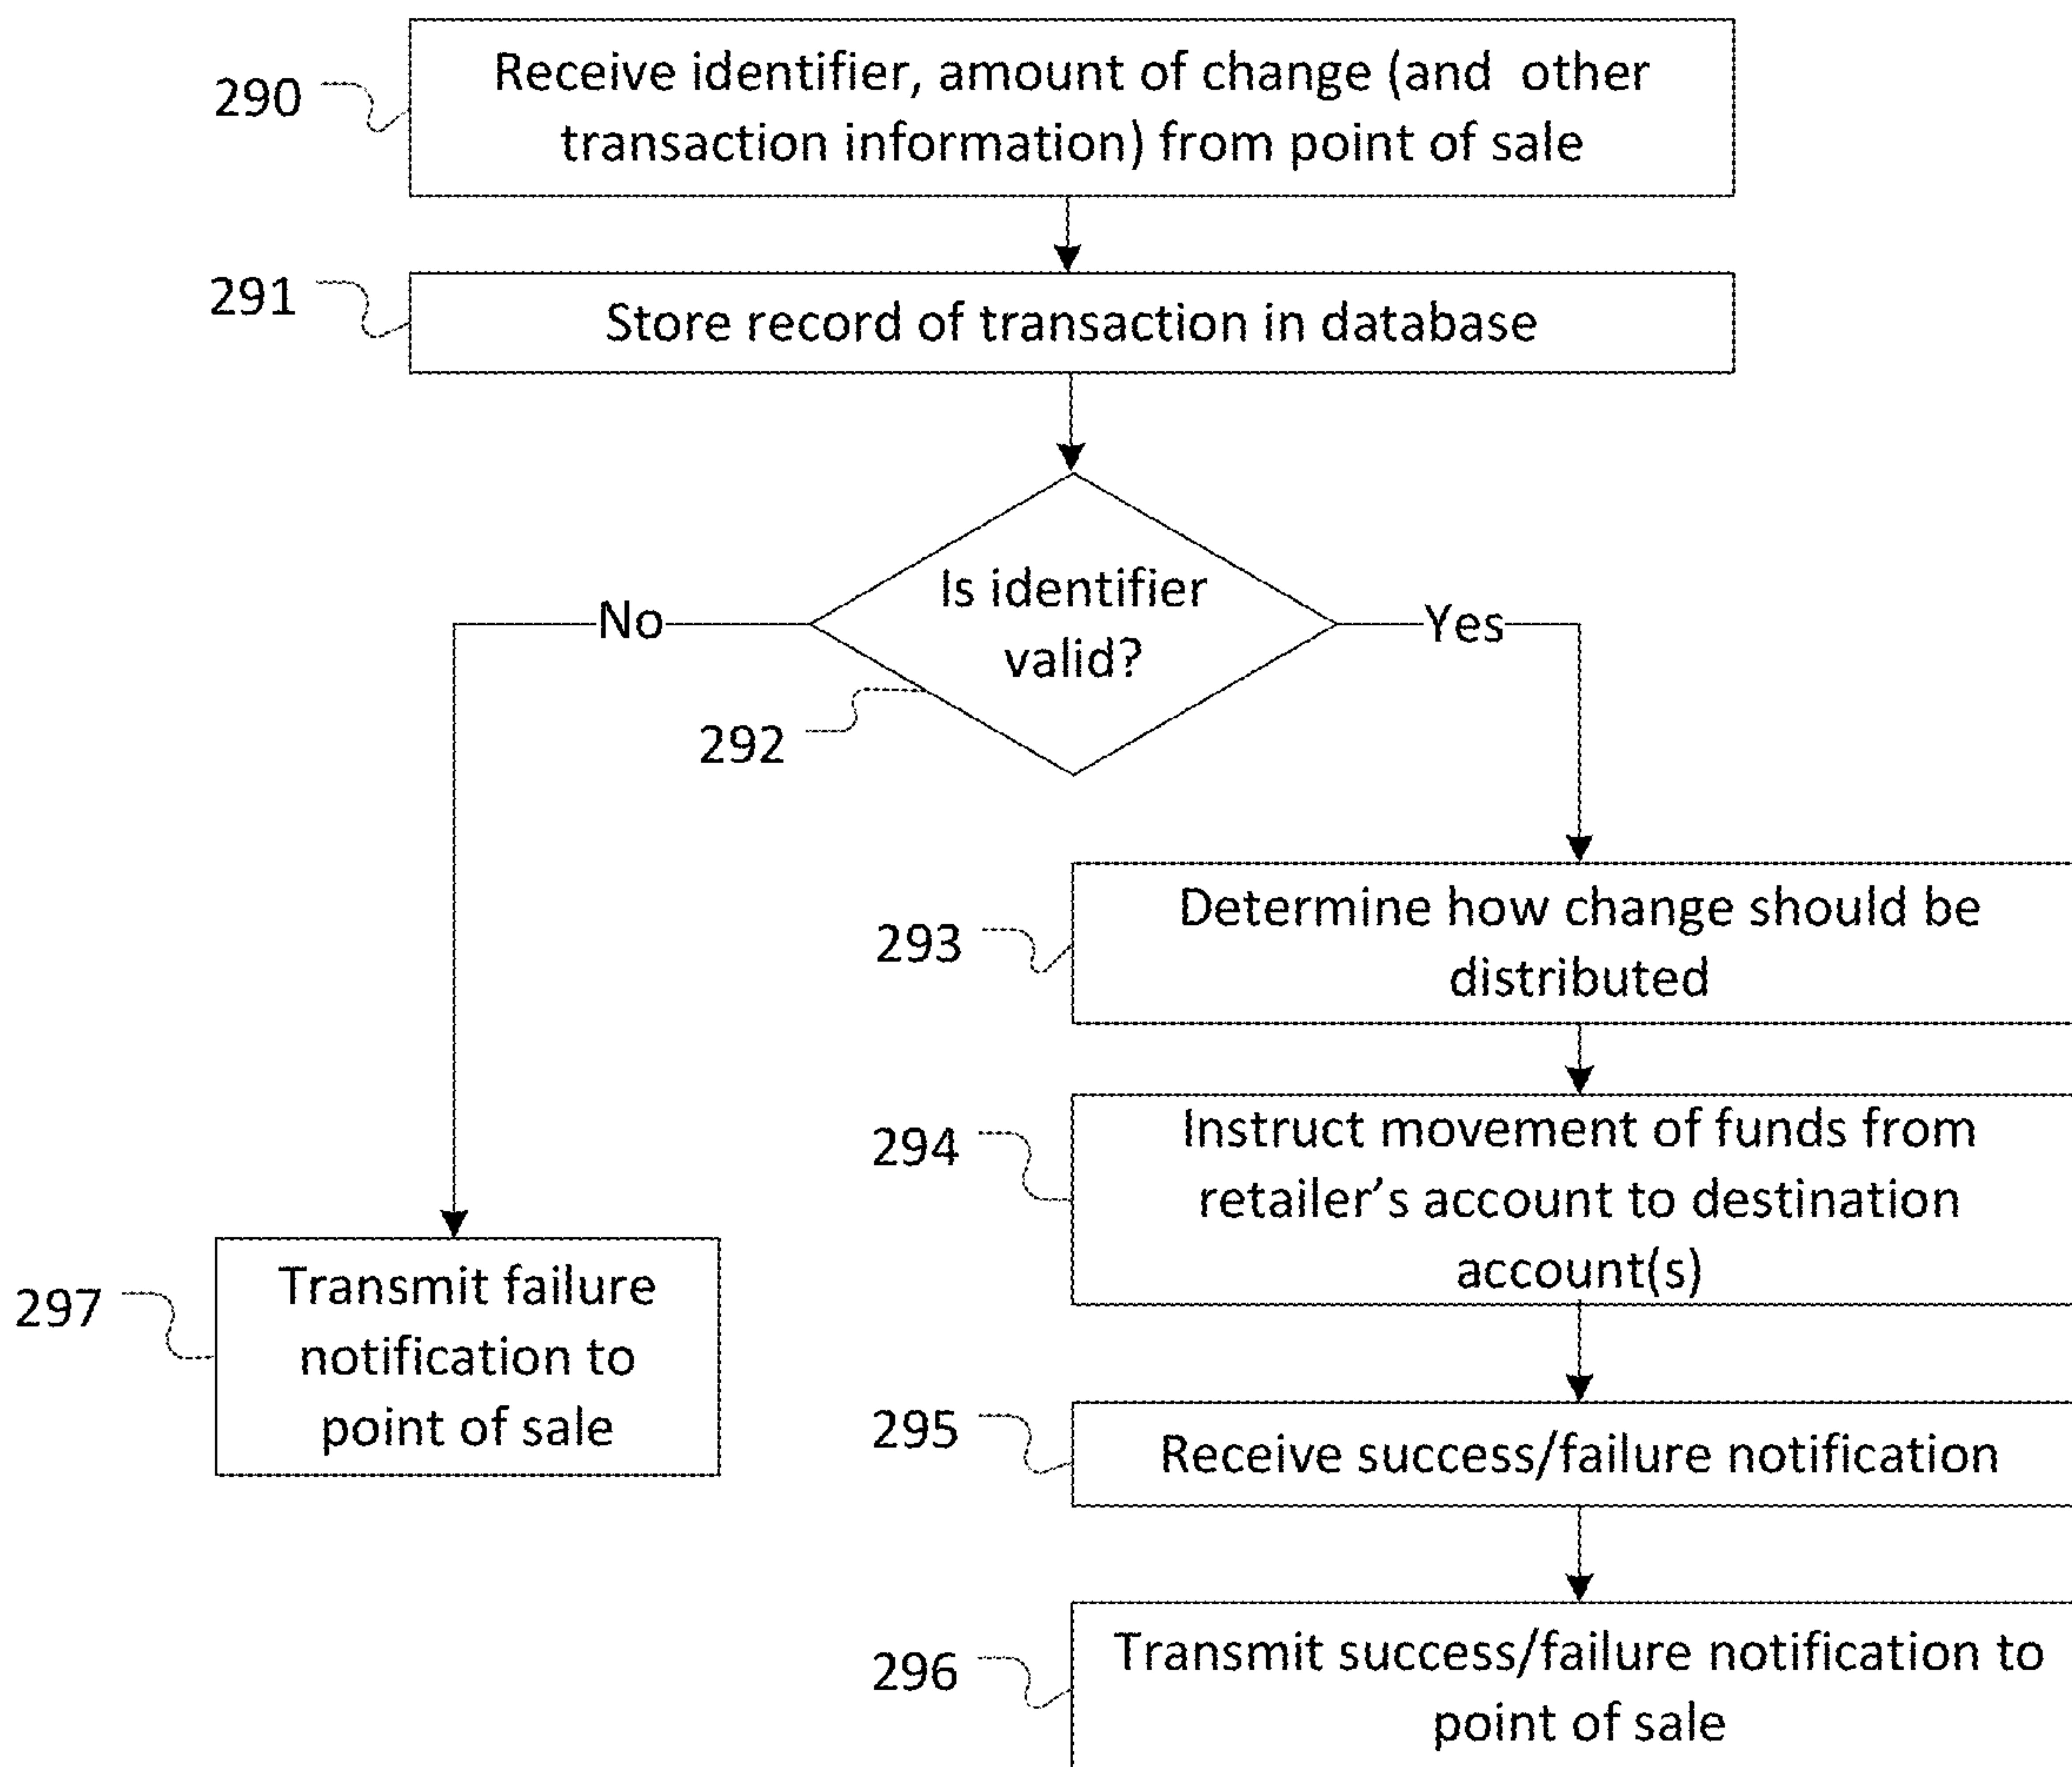 290
Receive identifier, amount of change (and other
transaction information) from point of sale
291
Store record of transaction in database
Is identifier
valid?
No
Yes
292
293
Determine how change should be
distributed
294
Instruct movement of funds from
retailer’s account to destination
account(s)
297
Transmit failure
notification to
point of sale
295
Receive success/failure notification
296
Transmit success/failure notification to
point of sale